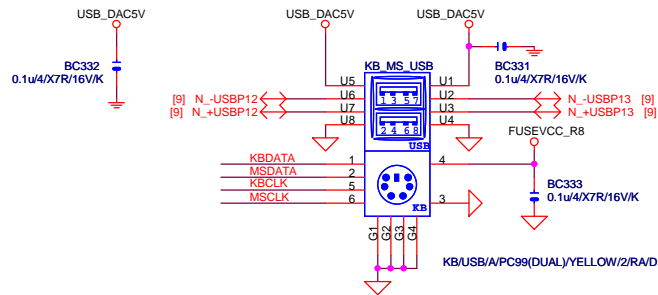 USB_DAC5V
USB_DAC5V
USB_DAC5V
BC332
0.1u/4/X7R/16V/K
KB_MS_USB
BC331
0.1u/4/X7R/16V/K
U5
U1
[9] N_-USBP12
U6
1 3 5 7
U2
N_-USBP13 [9]
[9] N_+USBP12
U7
U3
N_+USBP13 [9]
U8
2 4 6 8
U4
USB
FUSEVCC_R8
KBDATA
1
4
MSDATA
2
KBCLK
5
MSCLK
6
3
KB
BC333
0.1u/4/X7R/16V/K
G1
G2
G3
G4
KB/USB/A/PC99(DUAL)/YELLOW/2/RA/D